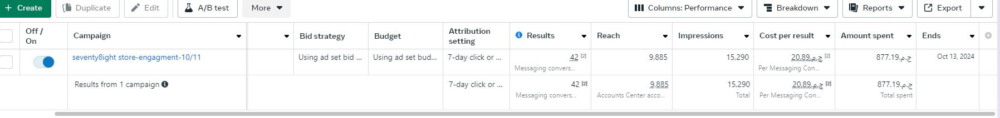 + Create Duplicate Edit A/B test More Columns: Performance Breakdown Reports Export
Off / On Campaign Bid strategy Budget Attribution setting Results Reach Impressions Cost per result Amount spent Ends
seventy8ight store-engagment-10/11 Using ad set bid ... Using ad set bud... 7-day click or ... 42 [2] 9,885 15,290 ج.م.20.89 [2] ج.م.877.19 Oct 13, 2024
Messaging convers... Per Messaging Con...
Results from 1 campaign 7-day click or ... 42 [2] 9,885 15,290 ج.م.20.89 [2] ج.م.877.19
Messaging convers... Accounts Center acco... Total Per Messaging Con... Total spent